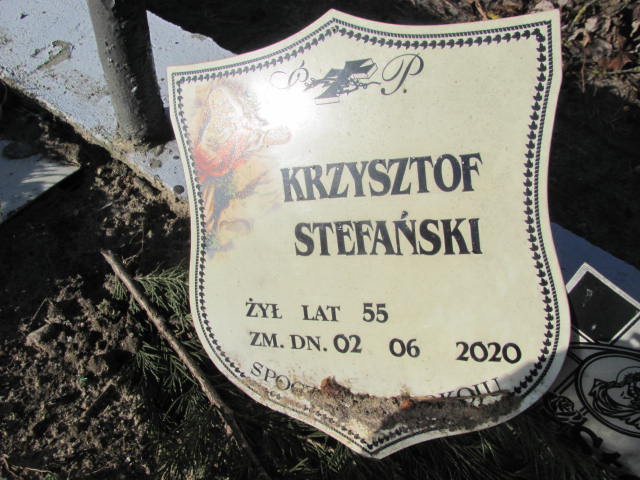 Ś P.
KRZYSZTOF
STEFAŃSKI
ŻYŁ LAT 55
ZM. DN. 02 06 2020